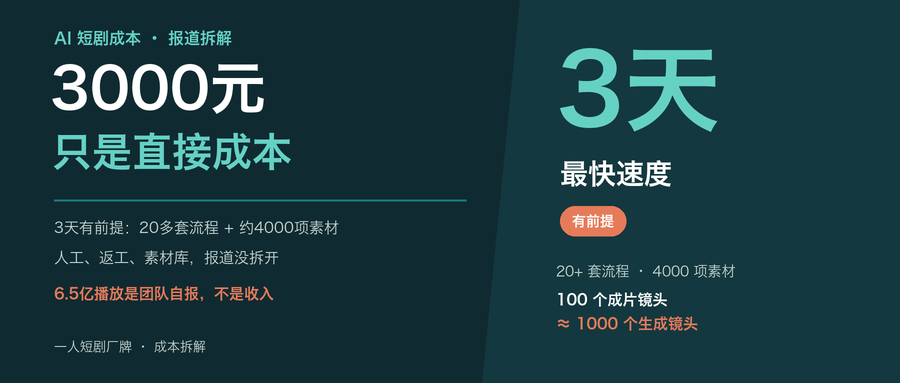 AI 短剧成本 · 报道拆解
3000元
只是直接成本
3天有前提：20多套流程 + 约4000项素材
人工、返工、素材库，报道没拆开
6.5亿播放是团队自报，不是收入
一人短剧厂牌 · 成本拆解
3天
最快速度
有前提
20+ 套流程 · 4000 项素材
100 个成片镜头
≈ 1000 个生成镜头